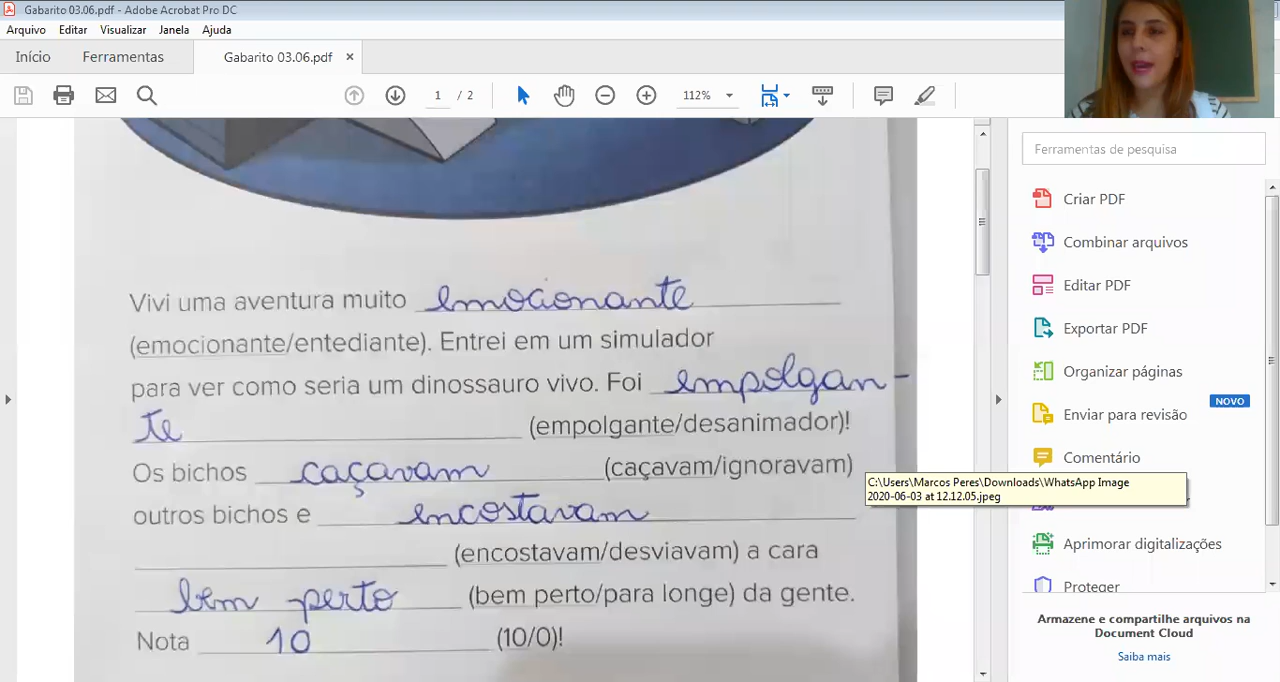 Gabarito 03.06.pdf - Adobe Acrobat Pro DC
Arquivo Editar Visualizar Janela Ajuda
Início Ferramentas Gabarito 03.06.pdf ×
1 / 2 112%
Ferramentas de pesquisa
Criar PDF
Combinar arquivos
Editar PDF
Exportar PDF
Organizar páginas
NOVO
Enviar para revisão
Comentário
Aprimorar digitalizações
Proteger
Armazene e compartilhe arquivos na
Document Cloud
Saiba mais
Vivi uma aventura muito emocionante
(emocionante/entediante). Entrei em um simulador
para ver como seria um dinossauro vivo. Foi empolgan-
te (empolgante/desanimador)!
Os bichos caçavam (caçavam/ignoravam)
outros bichos e encostavam
(encostavam/desviavam) a cara
bem perto (bem perto/para longe) da gente.
Nota 10 (10/0)!
C:\Users\Marcos Peres\Downloads\WhatsApp Image
2020-06-03 at 12.12.05.jpeg